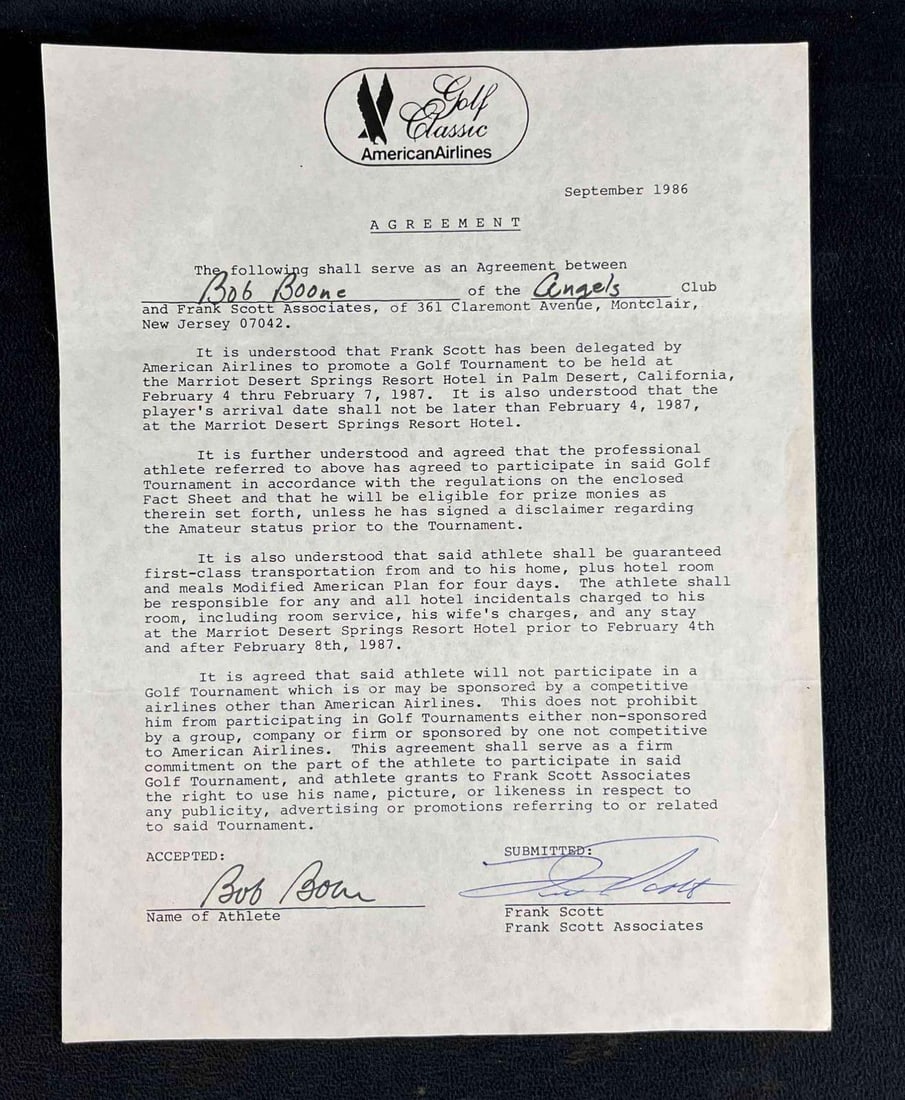 Golf
Classic
AmericanAirlines
September 1986
A G R E E M E N T
The following shall serve as an Agreement between
Bob Boone of the Angels Club
and Frank Scott Associates, of 361 Claremont Avenue, Montclair,
New Jersey 07042.
It is understood that Frank Scott has been delegated by
American Airlines to promote a Golf Tournament to be held at
the Marriot Desert Springs Resort Hotel in Palm Desert, California,
February 4 thru February 7, 1987. It is also understood that the
player's arrival date shall not be later than February 4, 1987,
at the Marriot Desert Springs Resort Hotel.
It is further understood and agreed that the professional
athlete referred to above has agreed to participate in said Golf
Tournament in accordance with the regulations on the enclosed
Fact Sheet and that he will be eligible for prize monies as
therein set forth, unless he has signed a disclaimer regarding
the Amateur status prior to the Tournament.
It is also understood that said athlete shall be guaranteed
first-class transportation from and to his home, plus hotel room
and meals Modified American Plan for four days. The athlete shall
be responsible for any and all hotel incidentals charged to his
room, including room service, his wife's charges, and any stay
at the Marriot Desert Springs Resort Hotel prior to February 4th
and after February 8th, 1987.
It is agreed that said athlete will not participate in a
Golf Tournament which is or may be sponsored by a competitive
airlines other than American Airlines. This does not prohibit
him from participating in Golf Tournaments either non-sponsored
by a group, company or firm or sponsored by one not competitive
to American Airlines. This agreement shall serve as a firm
commitment on the part of the athlete to participate in said
Golf Tournament, and athlete grants to Frank Scott Associates
the right to use his name, picture, or likeness in respect to
any publicity, advertising or promotions referring to or related
to said Tournament.
ACCEPTED: SUBMITTED:
Bob Boone Frank Scott
Name of Athlete Frank Scott
Frank Scott Associates